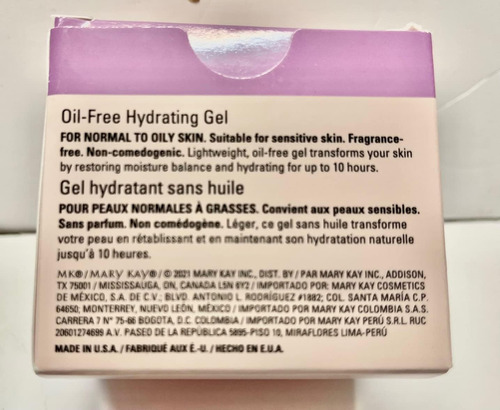 Oil-Free Hydrating Gel
FOR NORMAL TO OILY SKIN. Suitable for sensitive skin. Fragrance-
free. Non-comedogenic. Lightweight, oil-free gel transforms your skin
by restoring moisture balance and hydrating for up to 10 hours.
Gel hydratant sans huile
POUR PEAUX NORMALES À GRASSES. Convient aux peaux sensibles.
Sans parfum. Non comédogène. Léger, ce gel sans huile transforme
votre peau en rétablissant et en maintenant son hydratation naturelle
jusqu'à 10 heures.
MK®/MARY KAY®/ © 2021 MARY KAY INC., DIST. BY / PAR MARY KAY INC., ADDISON,
TX 75001 / MISSISSAUGA, ON, CANADA L5N 6Y2 / IMPORTADO POR: MARY KAY COSMETICS
DE MÉXICO, S.A. DE C.V.; BLVD. ANTONIO L. RODRÍGUEZ #1882; COL. SANTA MARÍA C.P.
64650; MONTERREY, NUEVO LEÓN, MÉXICO / IMPORTADO POR MARY KAY COLOMBIA S.A.S.
CARRERA 7 N° 75-66 BOGOTA, D.C. COLOMBIA / IMPORTADO POR MARY KAY PERÚ S.R.L. RUC
20601274699 A.V. PASEO DE LA REPÚBLICA 5895-PISO 10, MIRAFLORES LIMA-PERÚ
MADE IN U.S.A. / FABRIQUÉ AUX É.-U. / HECHO EN E.U.A.